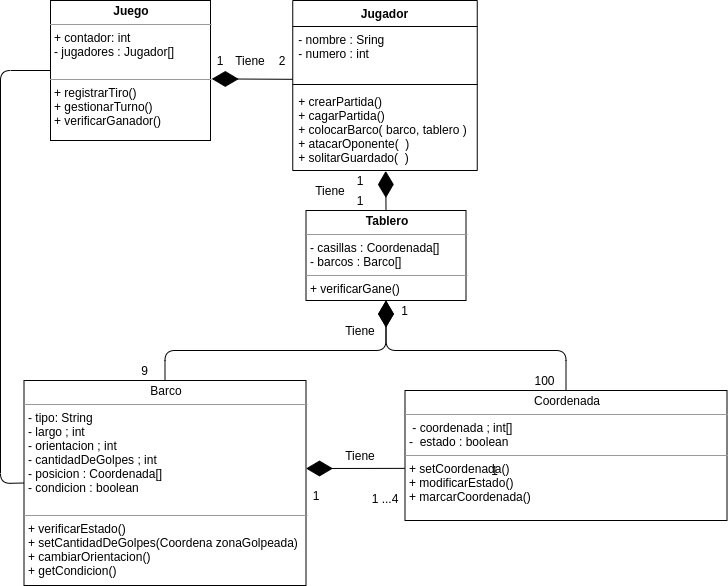 Juego
+ contador: int
- jugadores : Jugador[]
+ registrarTiro()
+ gestionarTurno()
+ verificarGanador()
1 Tiene 2
Jugador
- nombre : Sring
- numero : int
+ crearPartida()
+ cagarPartida()
+ colocarBarco( barco, tablero )
+ atacarOponente( )
+ solitarGuardado( )
1
Tiene
1
Tablero
- casillas : Coordenada[]
- barcos : Barco[]
+ verificarGane()
1
Tiene
9
100
Barco
- tipo: String
- largo ; int
- orientacion ; int
- cantidadDeGolpes ; int
- posicion : Coordenada[]
- condicion : boolean
+ verificarEstado()
+ setCantidadDeGolpes(Coordena zonaGolpeada)
+ cambiarOrientacion()
+ getCondicion()
Tiene
1
1 ...4
Coordenada
- coordenada ; int[]
- estado : boolean
+ setCoordenada()
1
+ modificarEstado()
+ marcarCoordenada()